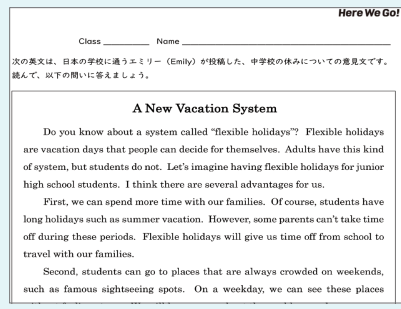 Here We Go!
Class Name
次の英文は、日本の学校に通うエミリー（Emily）が投稿した、中学校の休みについての意見文です。
読んで、以下の問いに答えましょう。
A New Vacation System
Do you know about a system called “flexible holidays”? Flexible holidays
are vacation days that people can decide for themselves. Adults have this kind
of system, but students do not. Let’s imagine having flexible holidays for junior
high school students. I think there are several advantages for us.
First, we can spend more time with our families. Of course, students have
long holidays such as summer vacation. However, some parents can’t take time
off during these periods. Flexible holidays will give us time off from school to
travel with our families.
Second, students can go to places that are always crowded on weekends,
such as famous sightseeing spots. On a weekday, we can see these places